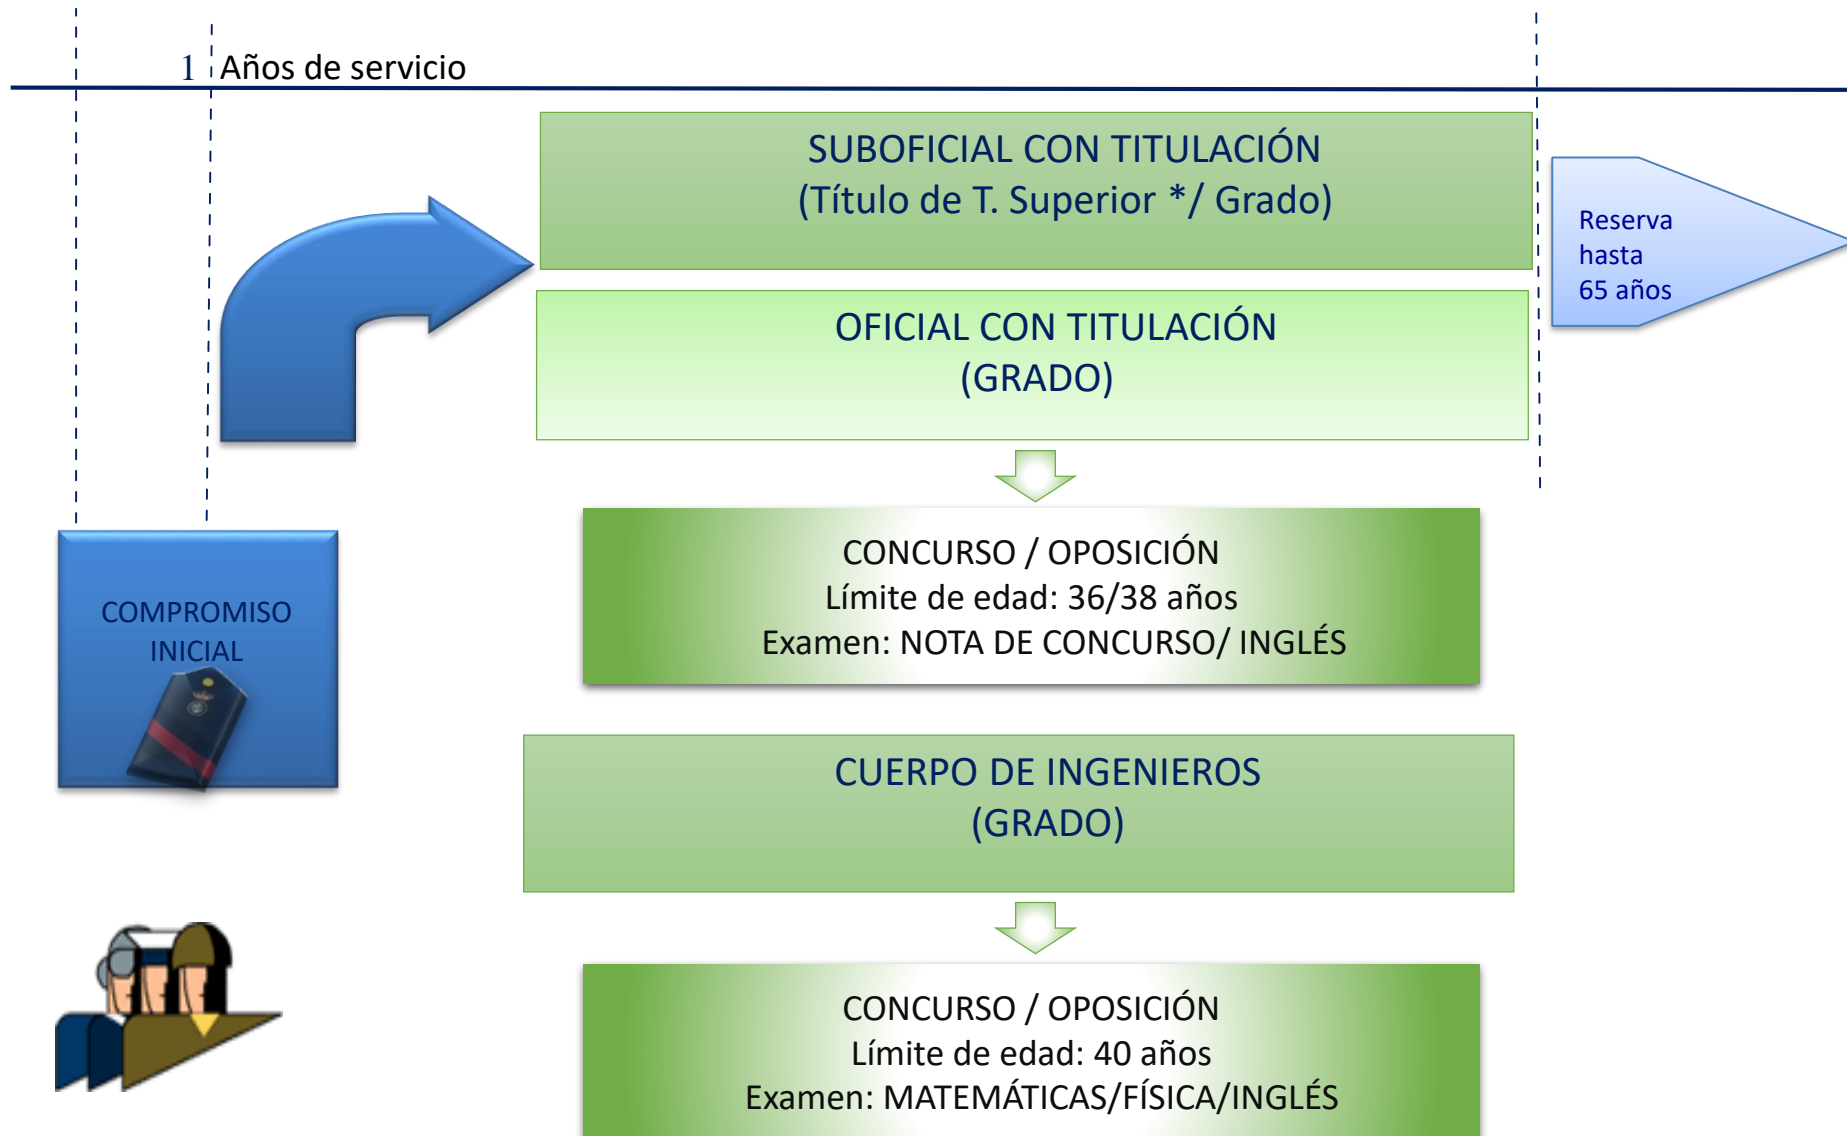 1 Años de servicio
SUBOFICIAL CON TITULACIÓN
(Título de T. Superior */ Grado)
Reserva
hasta
65 años
OFICIAL CON TITULACIÓN
(GRADO)
CONCURSO / OPOSICIÓN
Límite de edad: 36/38 años
Examen: NOTA DE CONCURSO/ INGLÉS
COMPROMISO
INICIAL
CUERPO DE INGENIEROS
(GRADO)
CONCURSO / OPOSICIÓN
Límite de edad: 40 años
Examen: MATEMÁTICAS/FÍSICA/INGLÉS